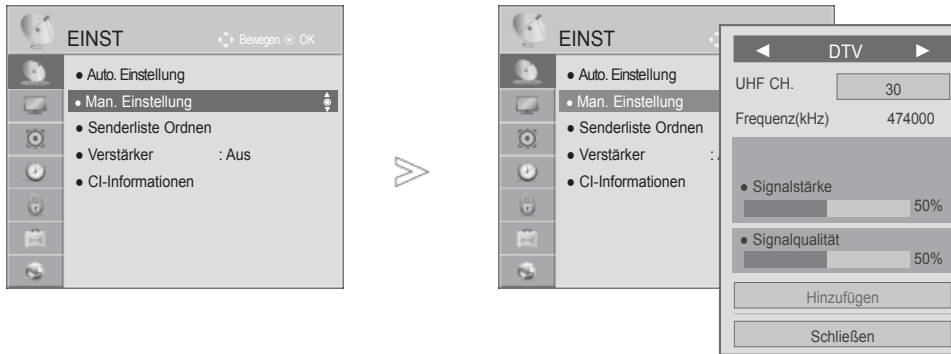 EINST
Bewegen OK
● Auto. Einstellung
● Man. Einstellung
● Senderliste Ordnen
● Verstärker : Aus
● CI-Informationen
EINST
● Auto. Einstellung
● Man. Einstellung
● Senderliste Ordnen
● Verstärker :
● CI-Informationen
◄ DTV ►
UHF CH. 30
Frequenz(kHz) 474000
● Signalstärke
50%
● Signalqualität
50%
Hinzufügen
Schließen